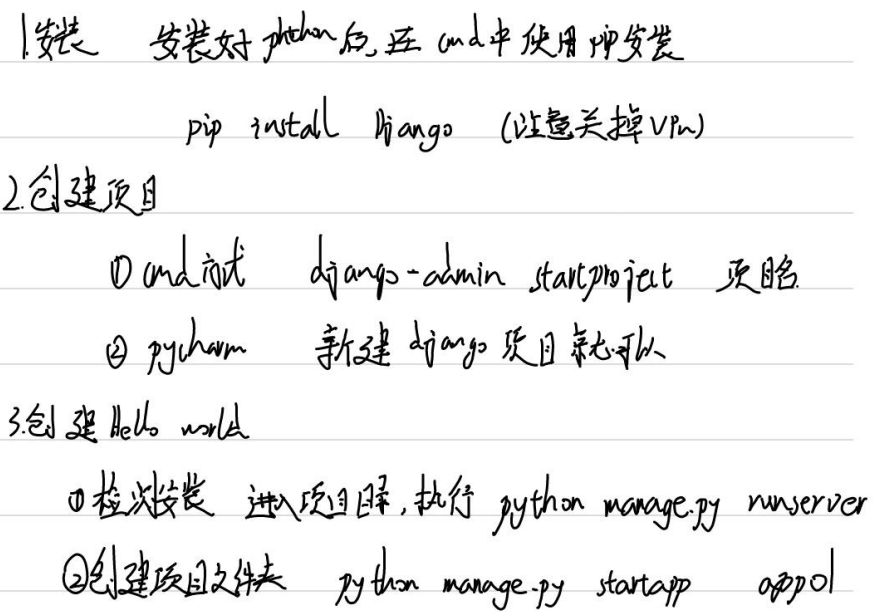 1.安装 安装好phthon后,在cmd中使用pip安装
pip install Django (注意关掉VPn)
2.创建项目
① cmd方式 django-admin startproject 项目名
② pycharm 新建django项目就可以
3.创建Hello world
①检测安装 进入项目目录,执行 python manage.py runserver
②创建项目文件夹 python manage.py startapp app01